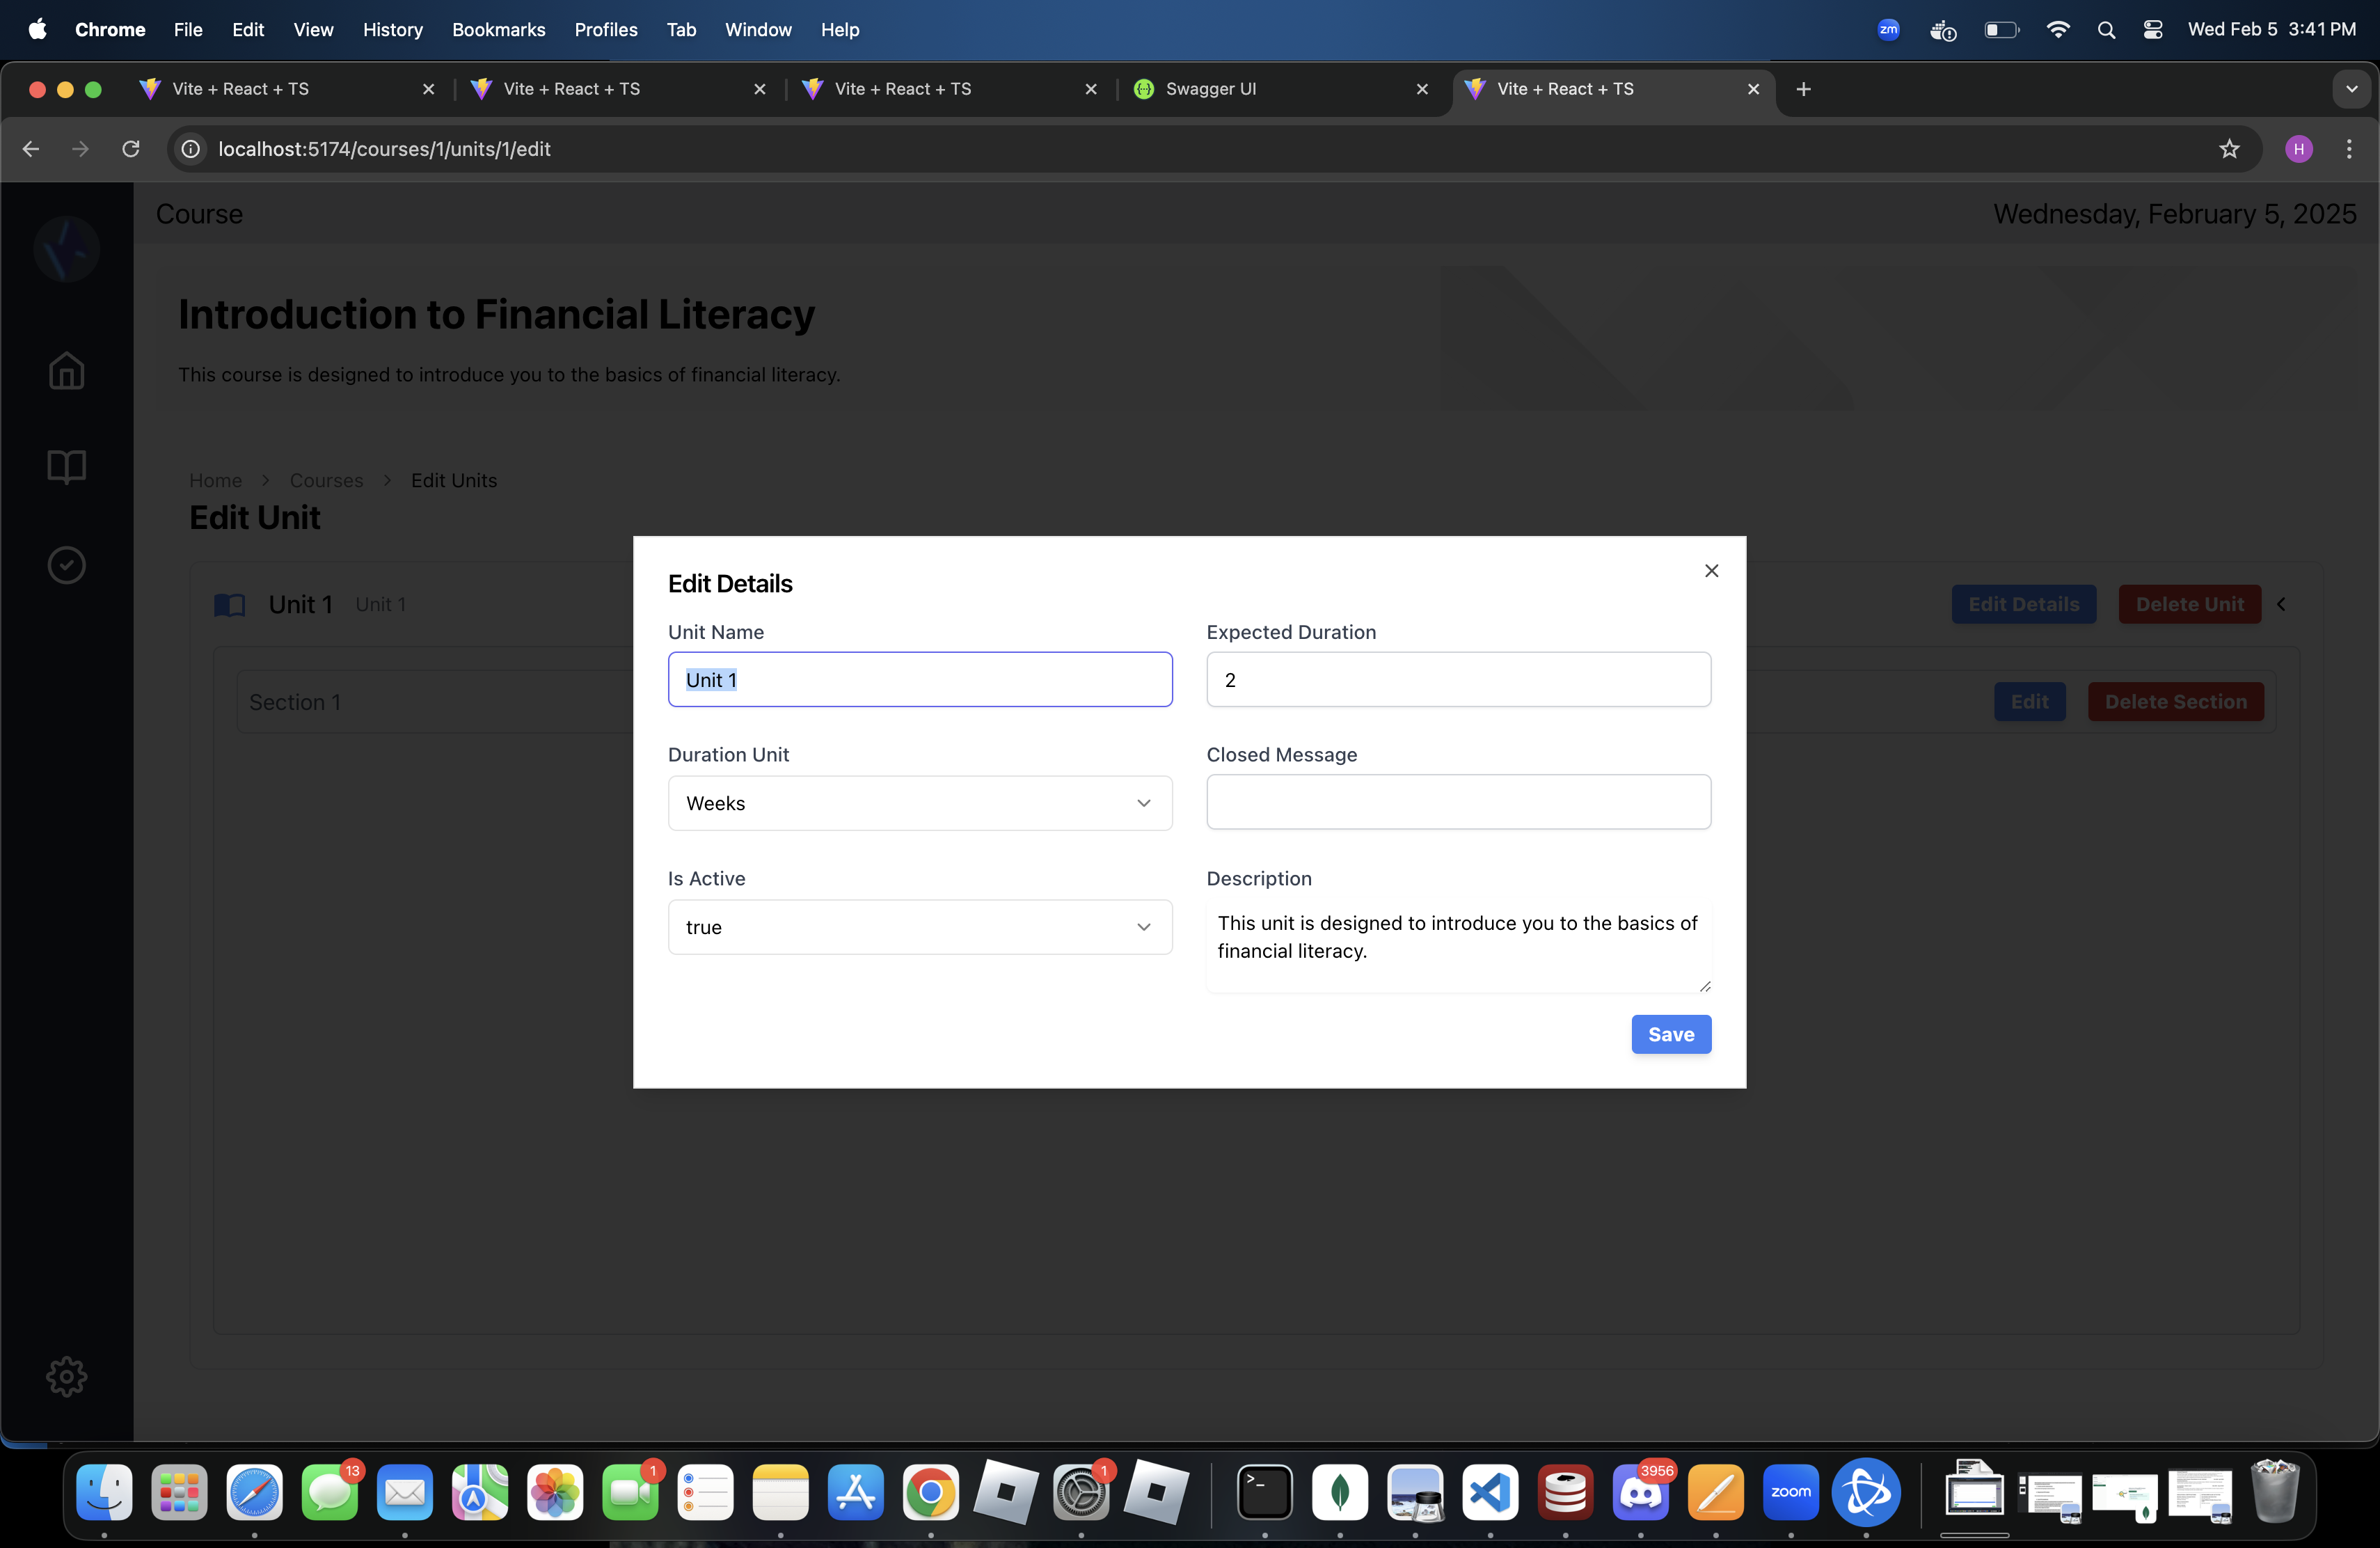 Chrome File Edit View History Bookmarks Profiles Tab Window Help zm Wed Feb 5 3:41 PM
Vite + React + TS Vite + React + TS Vite + React + TS Swagger UI Vite + React + TS
localhost:5174/courses/1/units/1/edit H
Course Wednesday, February 5, 2025
Introduction to Financial Literacy
This course is designed to introduce you to the basics of financial literacy.
Home > Courses > Edit Units
Edit Unit
Unit 1 Unit 1 Edit Details Delete Unit
Section 1 Edit Delete Section
Edit Details
Unit Name Expected Duration
Unit 1 2
Duration Unit Closed Message
Weeks
Is Active Description
true This unit is designed to introduce you to the basics of
financial literacy.
Save
13 1 1 3956
zoom